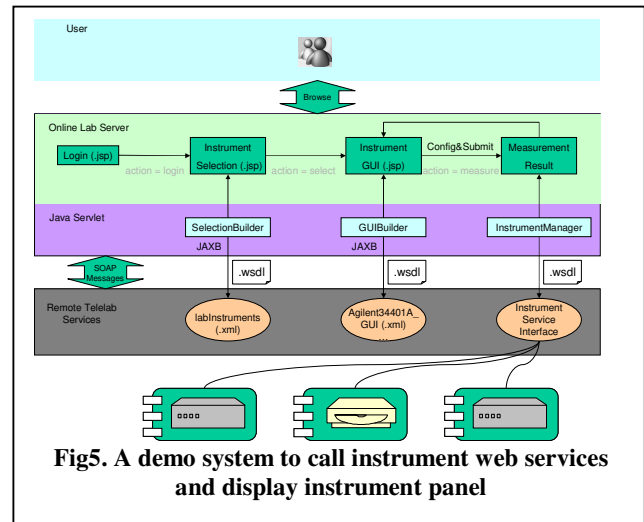 User
Browse
Online Lab Server
Login (.jsp)
action = login
Instrument
Selection (.jsp)
action = select
Instrument
GUI (.jsp)
Config&Submit
action = measure
Measurement
Result
Java Servlet
SelectionBuilder
GUIBuilder
InstrumentManager
JAXB
JAXB
SOAP
Messages
.wsdl
.wsdl
.wsdl
Remote Telelab
Services
labInstruments
(.xml)
Agilent34401A_
GUI (.xml)
...
Instrument
Service
Interface
Fig5. A demo system to call instrument web services
and display instrument panel